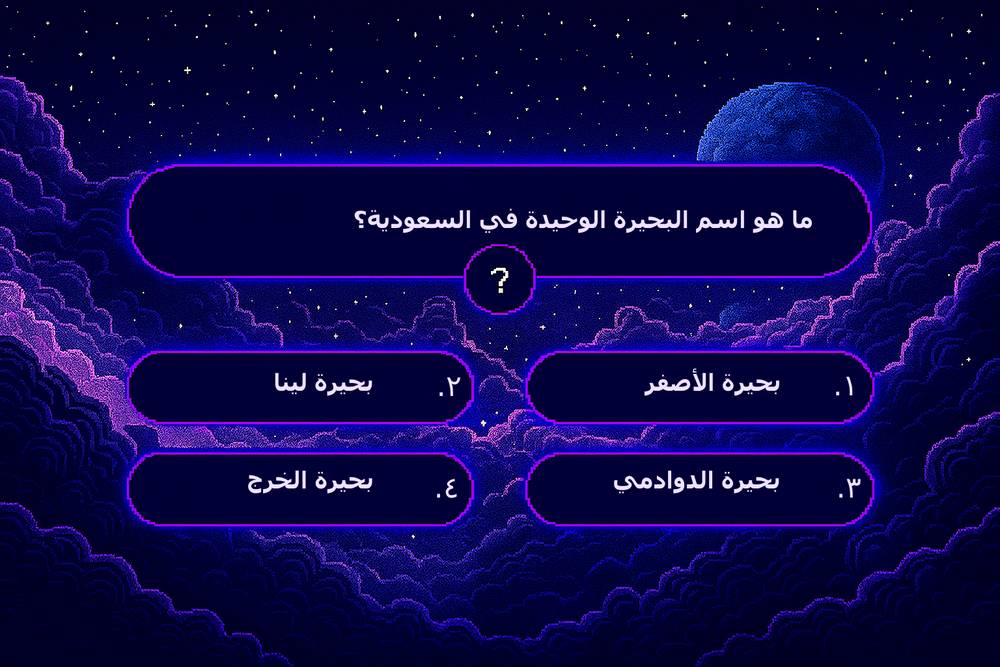 ما هو اسم البحيرة الوحيدة في السعودية؟
?
١. بحيرة الأصفر
٢. بحيرة لينا
٣. بحيرة الدوادمي
٤. بحيرة الخرج